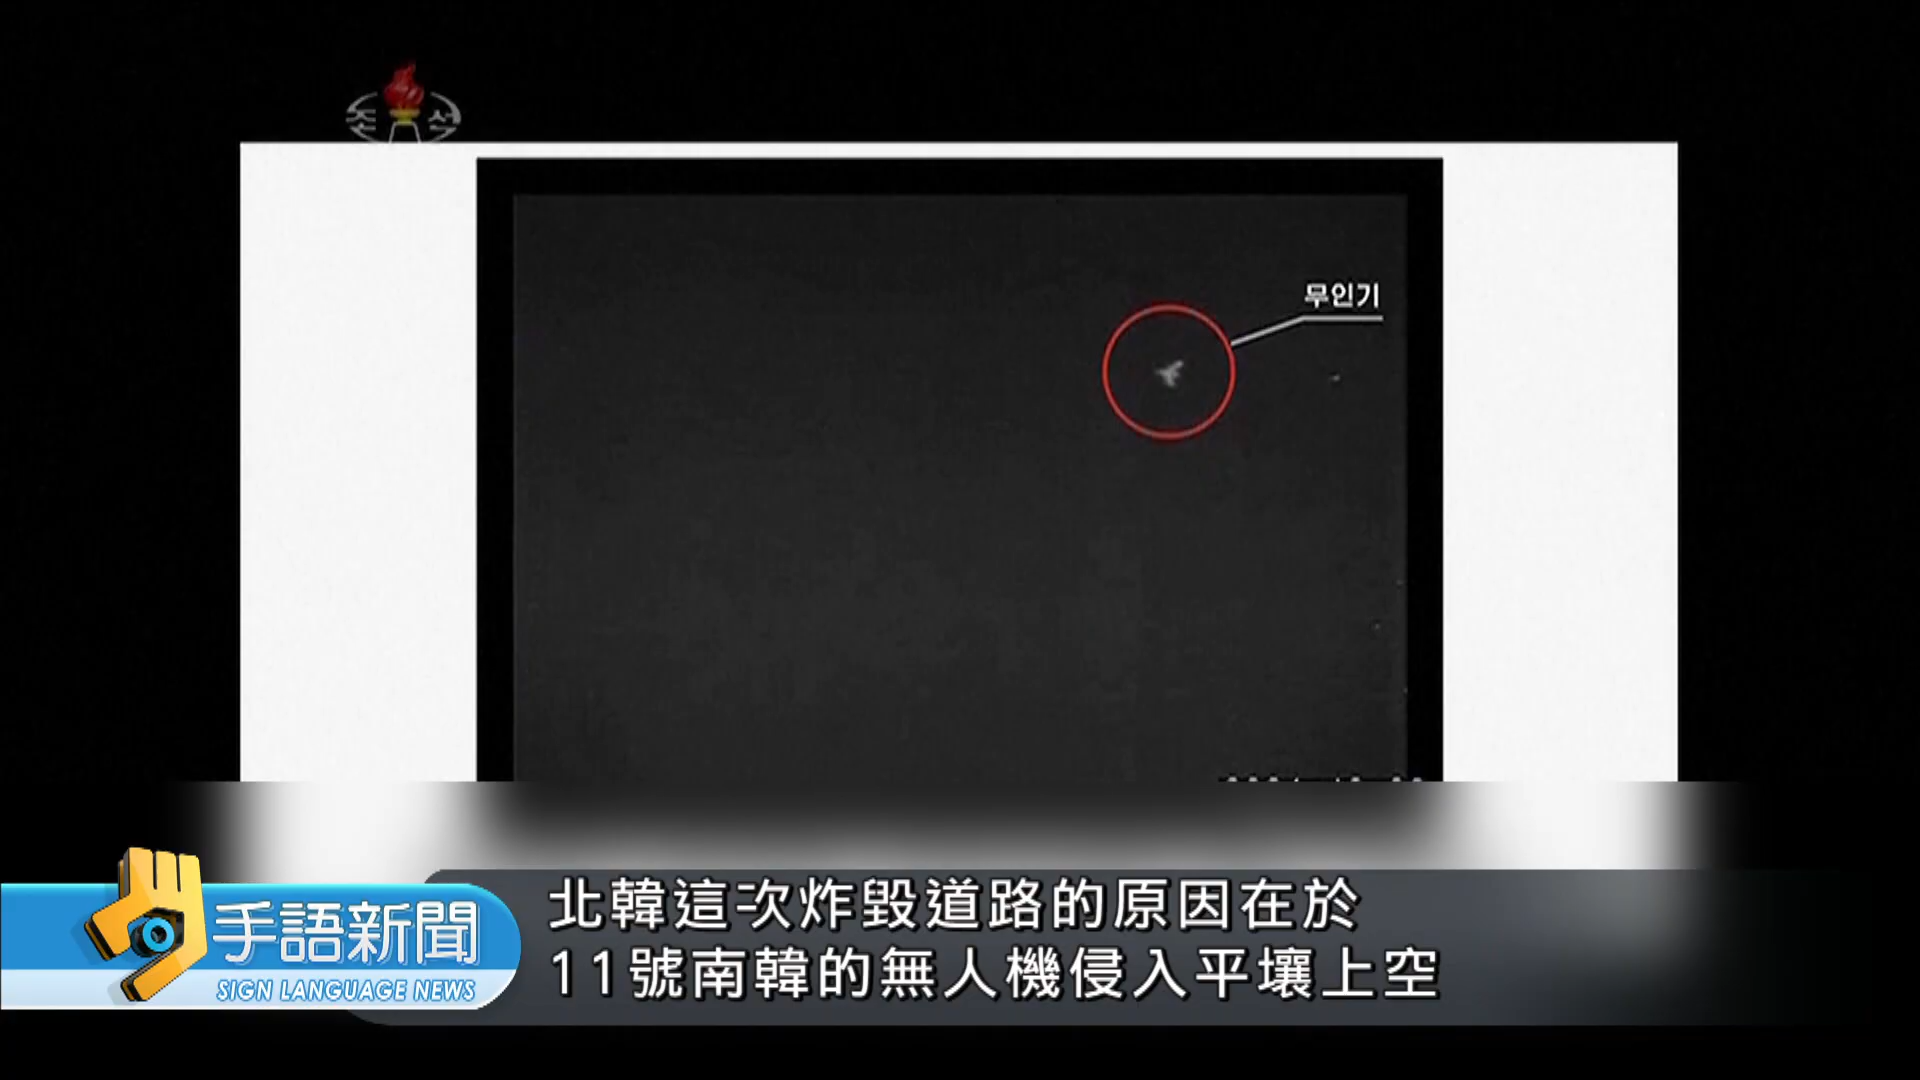 조선
무인기
北韓這次炸毀道路的原因在於
11號南韓的無人機侵入平壤上空
手語新聞
SIGN LANGUAGE NEWS